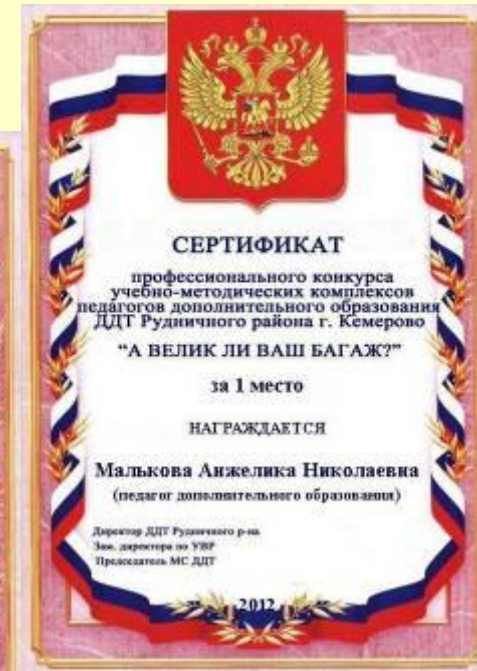 СЕРТИФИКАТ
профессионального конкурса
учебно-методических комплексов
педагогов дополнительного образования
ДДТ Рудничного района г. Кемерово
“А ВЕЛИК ЛИ ВАШ БАГАЖ?”
за 1 место
НАГРАЖДАЕТСЯ
Малькова Анжелика Николаевна
(педагог дополнительного образования)
Директор ДДТ Рудничного р-на
Зам. директора по УВР
Председатель МС ДДТ
2012